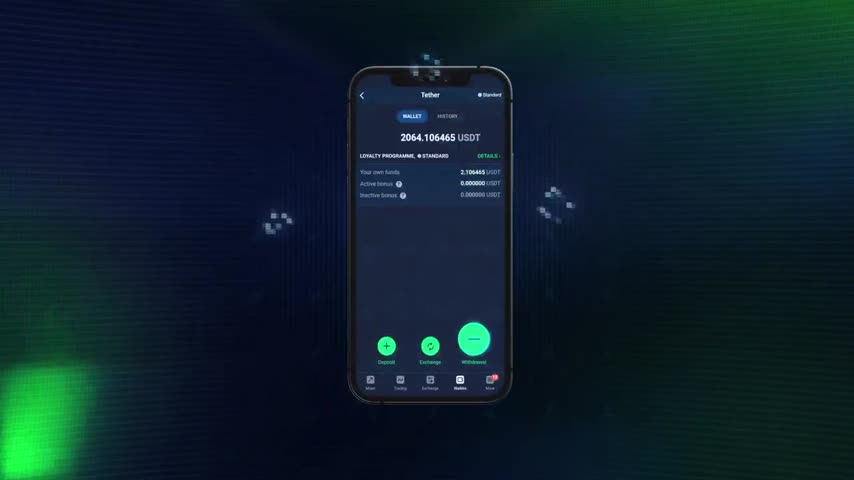 Tether
Standard
WALLET HISTORY
2064.106465 USDT
LOYALTY PROGRAMME, STANDARD DETAILS
Your own funds 2.106465 USDT
Active bonus ? 0.000000 USDT
Inactive bonus ? 0.000000 USDT
Deposit Exchange Withdrawal
Trading Exchange Wallets More